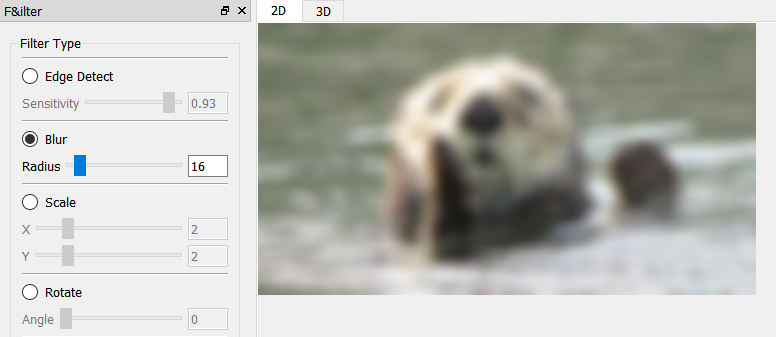 F&ilter
2D 3D
Filter Type
Edge Detect
Sensitivity 0.93
Blur
Radius 16
Scale
X 2
Y 2
Rotate
Angle 0